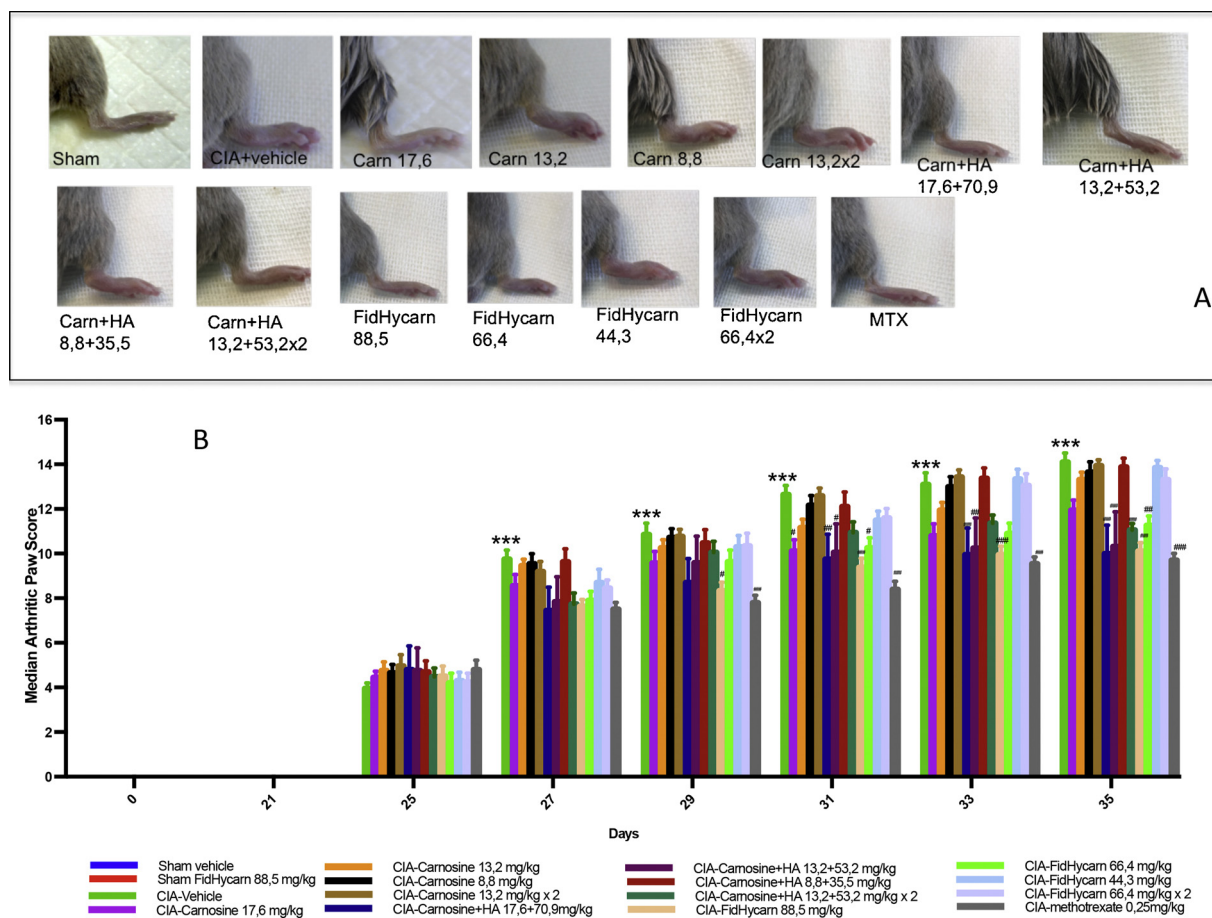 Sham
CIA+vehicle
Carn 17,6
Carn 13,2
Carn 8,8
Carn 13,2x2
Carn+HA
17,6+70,9
Carn+HA
13,2+53,2
Carn+HA
8,8+35,5
Carn+HA
13,2+53,2x2
FidHycarn
88,5
FidHycarn
66,4
FidHycarn
44,3
FidHycarn
66,4x2
MTX
A
B
Median Arthritic Paw Score
16
14
12
10
8
6
4
2
0
***
***
***
***
***
#
##
#
#
#
###
###
0
21
25
27
29
31
33
35
Days
Sham vehicle
Sham FidHycarn 88,5 mg/kg
CIA-Vehicle
CIA-Carnosine 17,6 mg/kg
CIA-Carnosine 13,2 mg/kg
CIA-Carnosine 8,8 mg/kg
CIA-Carnosine 13,2 mg/kg x 2
CIA-Carnosine+HA 17,6+70,9mg/kg
CIA-Carnosine+HA 13,2+53,2 mg/kg
CIA-Carnosine+HA 8,8+35,5 mg/kg
CIA-Carnosine+HA 13,2+53,2 mg/kg x 2
CIA-FidHycarn 88,5 mg/kg
CIA-FidHycarn 66,4 mg/kg
CIA-FidHycarn 44,3 mg/kg
CIA-FidHycarn 66,4 mg/kg x 2
CIA-methotrexate 0,25mg/kg